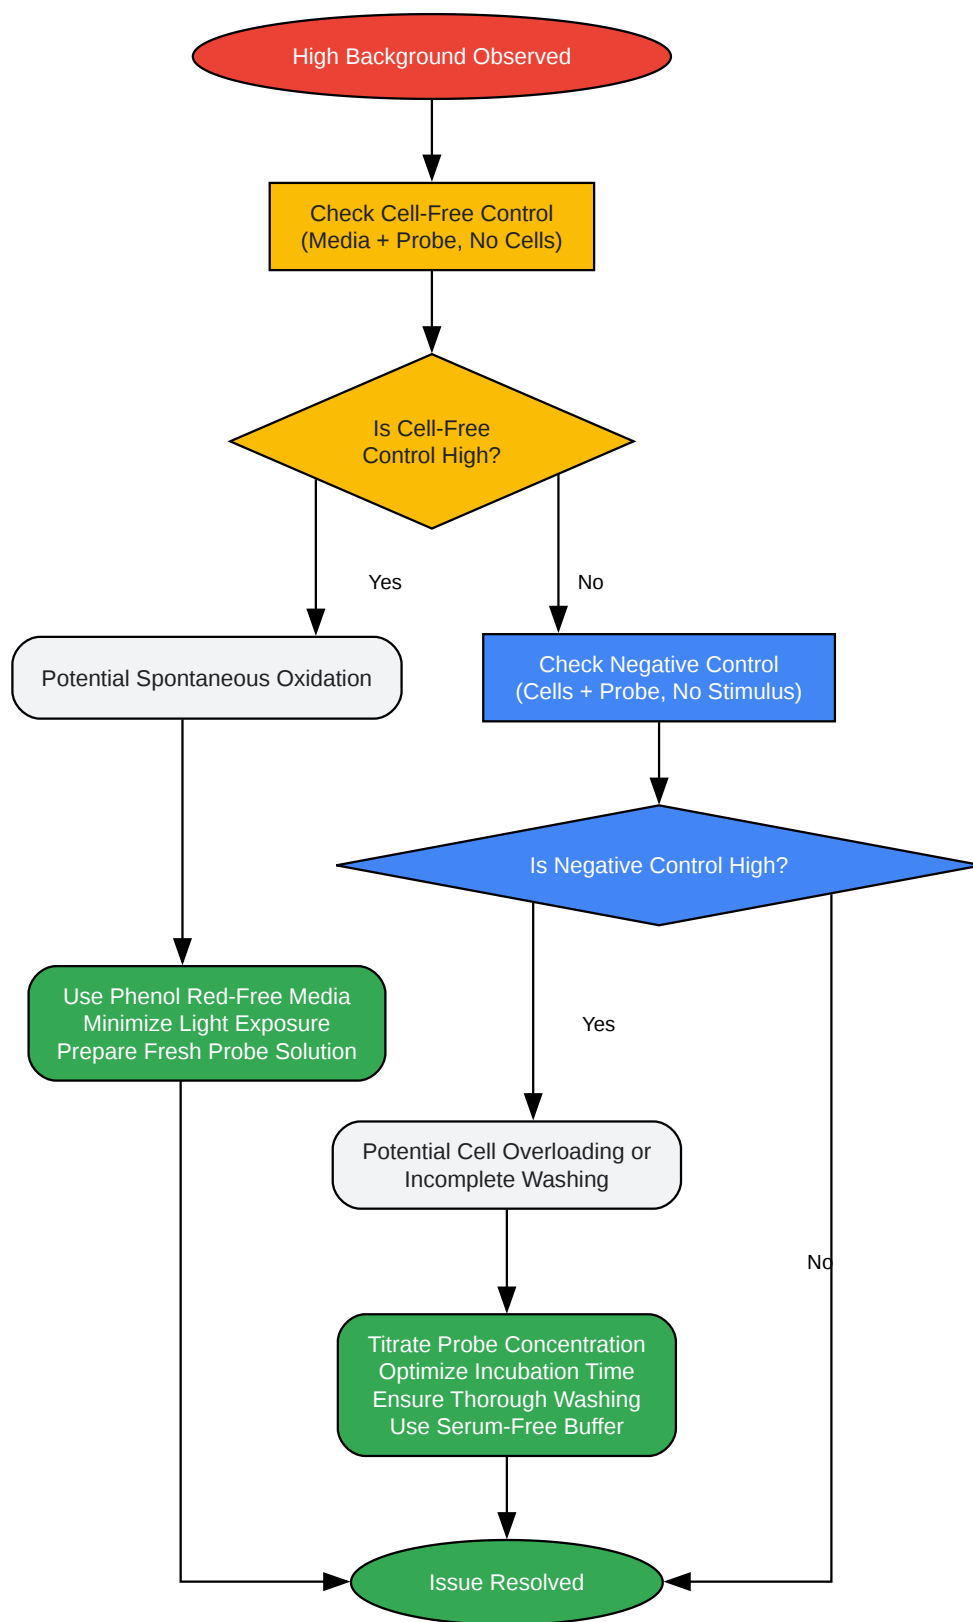 High Background Observed
Check Cell-Free Control
(Media + Probe, No Cells)
Is Cell-Free
Control High?
Yes
No
Potential Spontaneous Oxidation
Check Negative Control
(Cells + Probe, No Stimulus)
Is Negative Control High?
Use Phenol Red-Free Media
Minimize Light Exposure
Prepare Fresh Probe Solution
Yes
Potential Cell Overloading or
Incomplete Washing
No
Titrate Probe Concentration
Optimize Incubation Time
Ensure Thorough Washing
Use Serum-Free Buffer
Issue Resolved